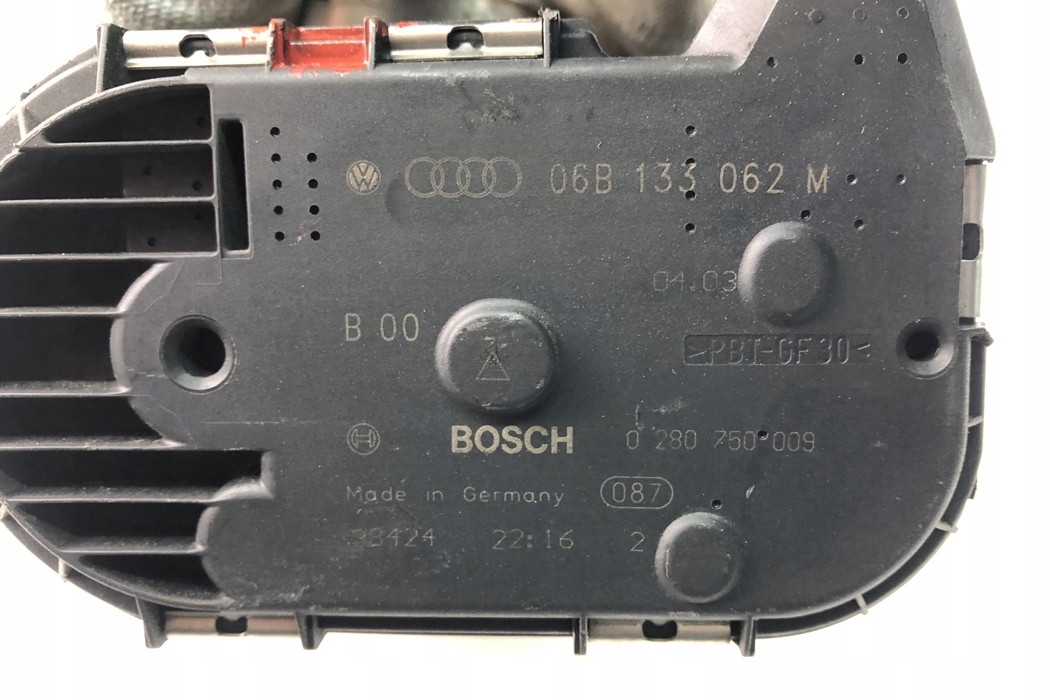 06B 133 062 M
04.03
B 00
>PBT-GF30<
BOSCH 0 280 750 009
Made in Germany 087
38424 22:16 2